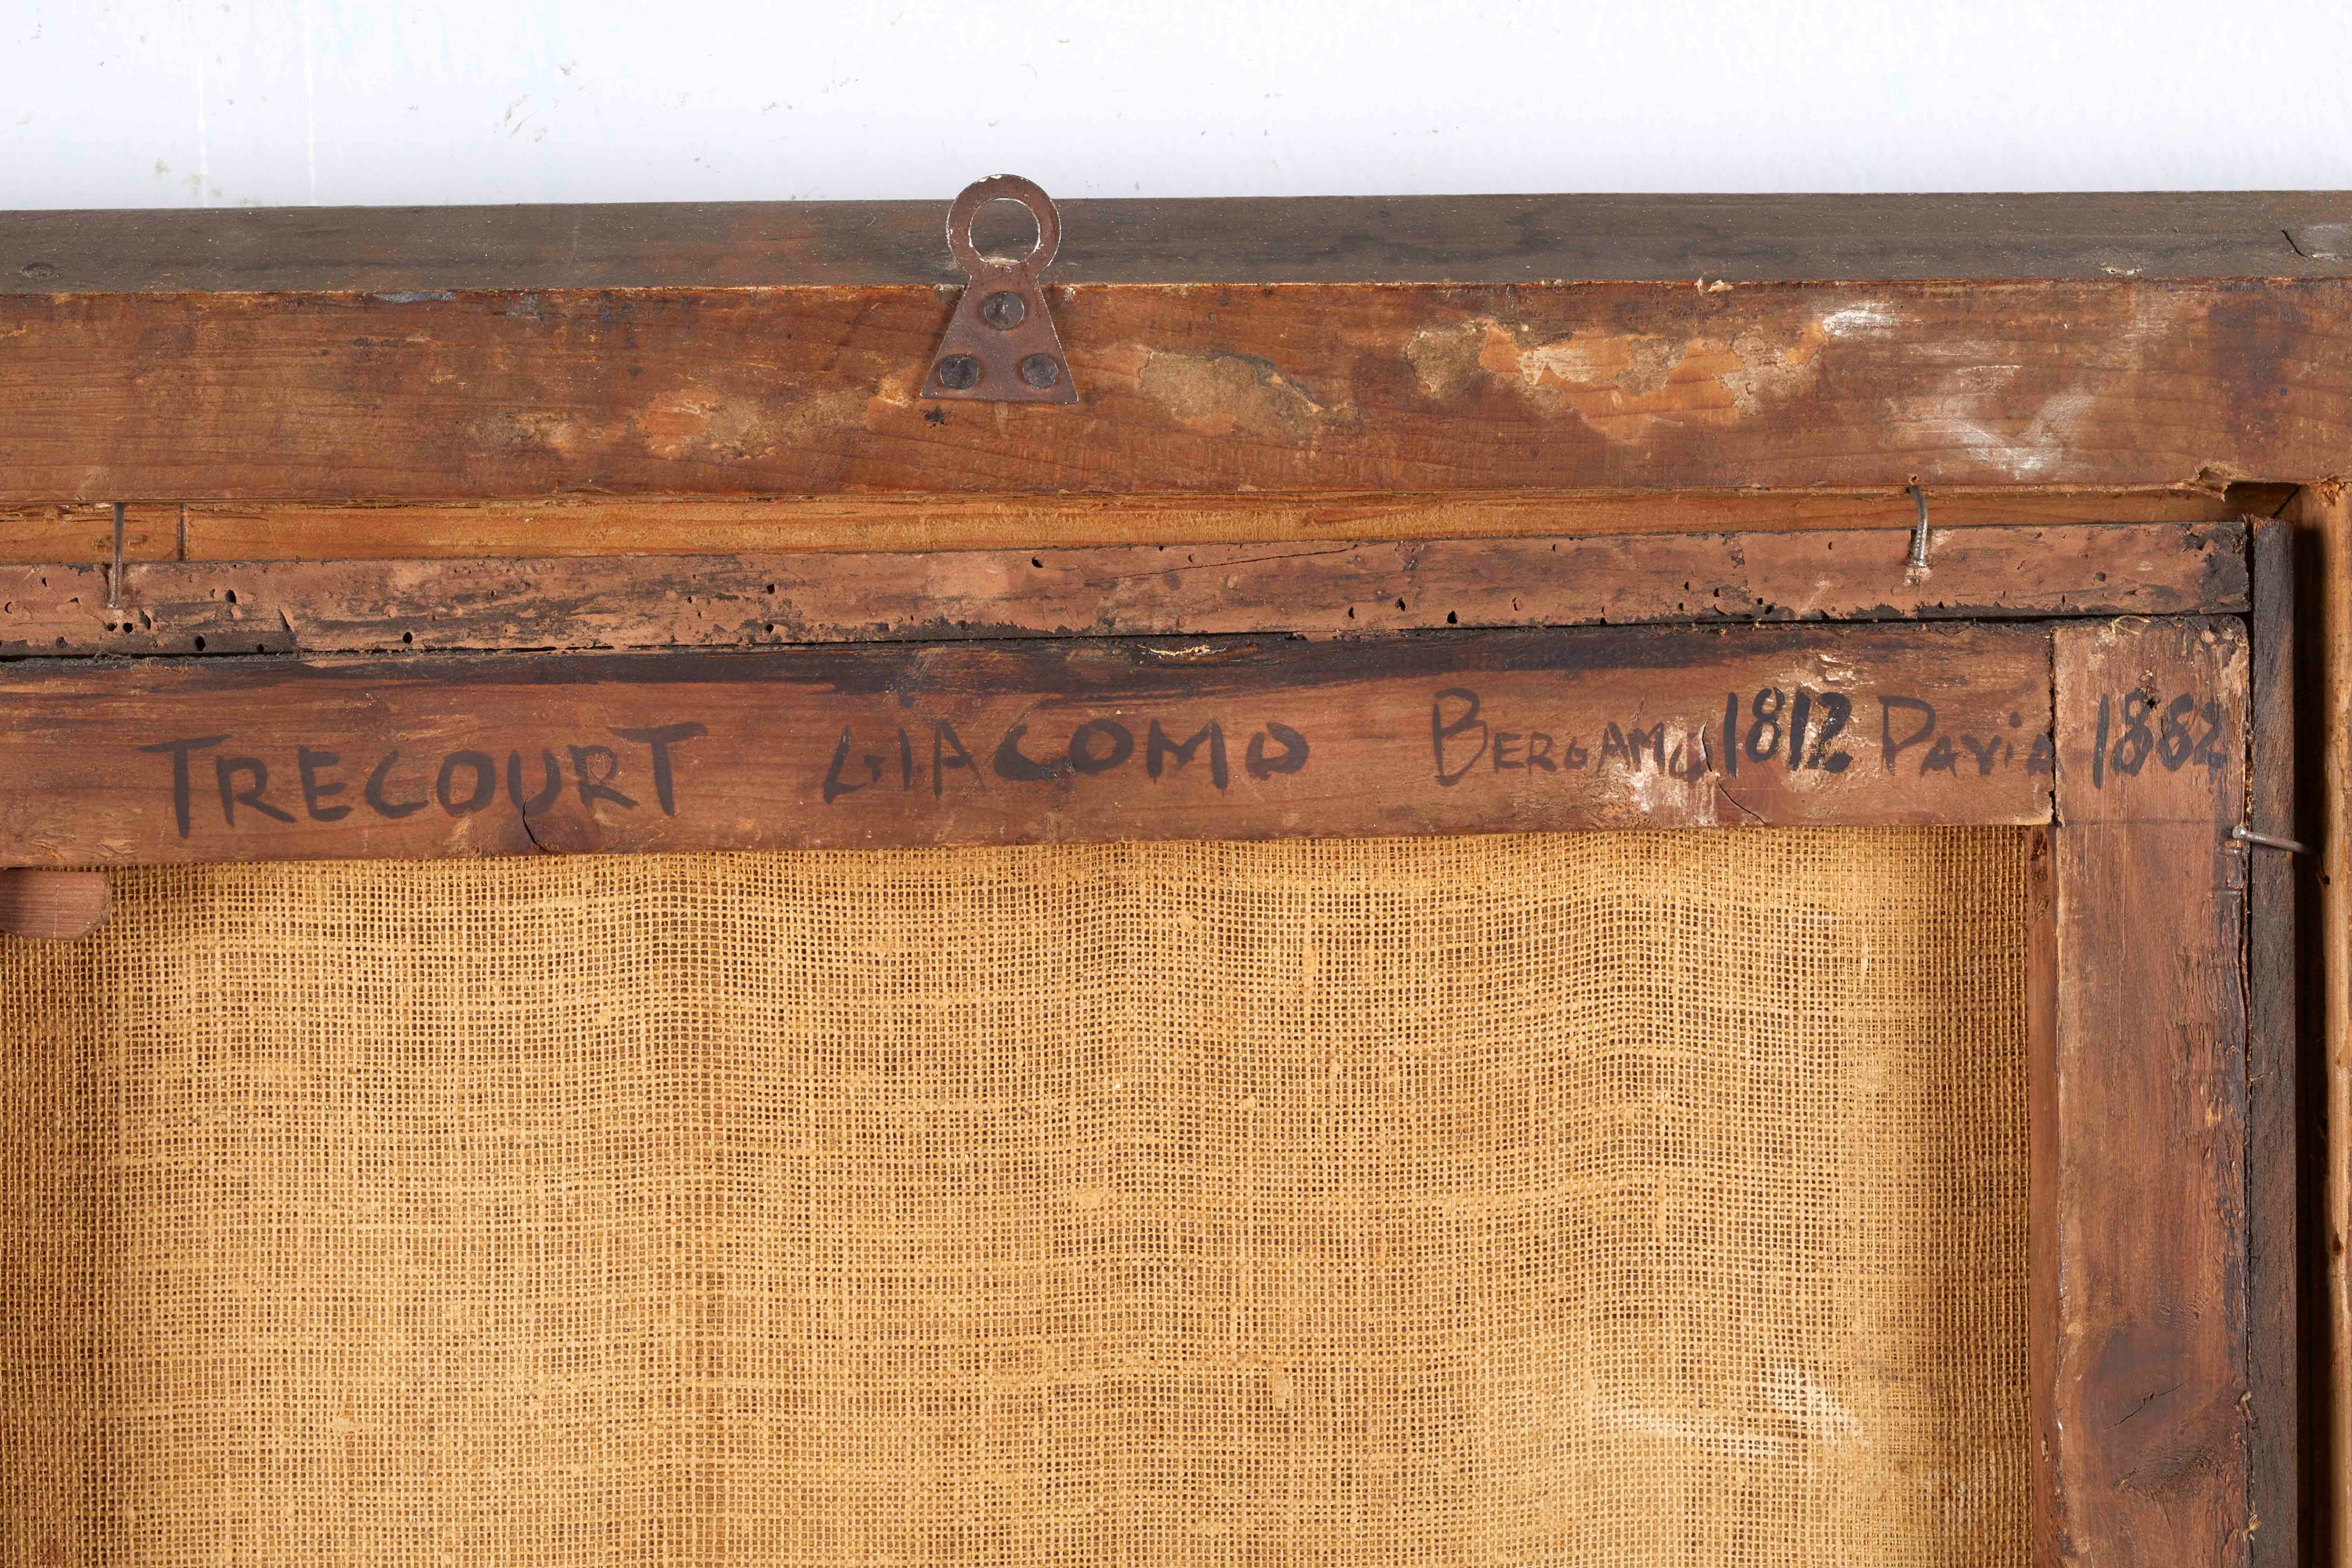 TRECOURT GIACOMO BERGAMO 1812 PAViA 1882